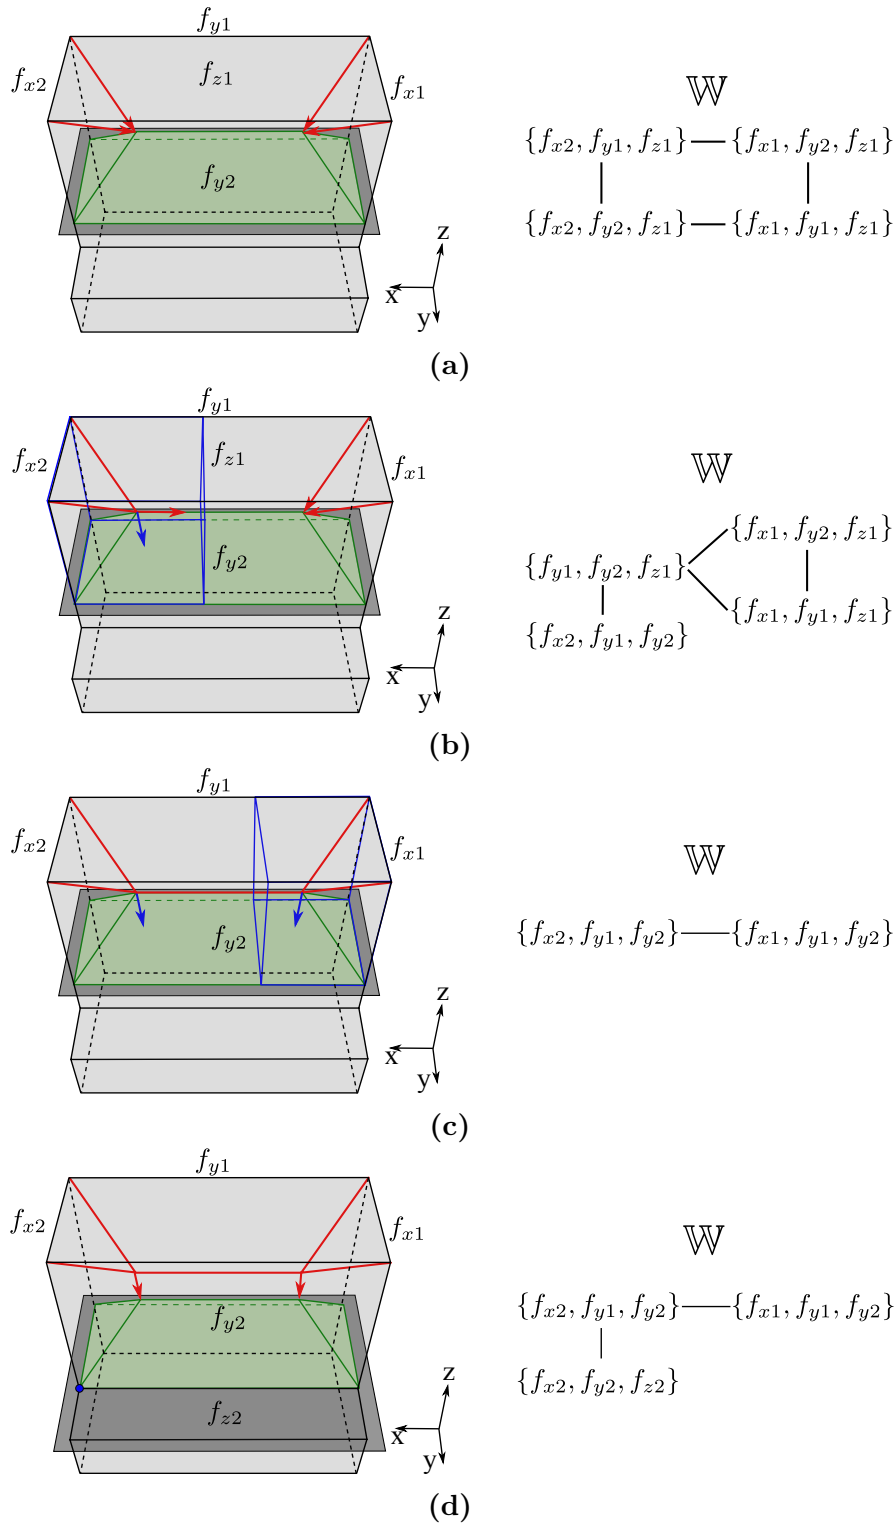 f_{y1}
f_{x2} f_{z1} f_{x1}
f_{y2}
z
x
y
𝕎
{f_{x2}, f_{y1}, f_{z1}} {f_{x1}, f_{y2}, f_{z1}}
{f_{x2}, f_{y2}, f_{z1}} {f_{x1}, f_{y1}, f_{z1}}
(a)
f_{y1}
f_{x2} f_{z1} f_{x1}
f_{y2}
z
x
y
𝕎
{f_{x1}, f_{y2}, f_{z1}}
{f_{y1}, f_{y2}, f_{z1}}
{f_{x1}, f_{y1}, f_{z1}}
{f_{x2}, f_{y1}, f_{y2}}
(b)
f_{y1}
f_{x2} f_{x1}
f_{y2}
z
x
y
𝕎
{f_{x2}, f_{y1}, f_{y2}} {f_{x1}, f_{y1}, f_{y2}}
(c)
f_{y1}
f_{x2} f_{x1}
f_{y2}
f_{z2}
z
x
y
𝕎
{f_{x2}, f_{y1}, f_{y2}} {f_{x1}, f_{y1}, f_{y2}}
{f_{x2}, f_{y2}, f_{z2}}
(d)